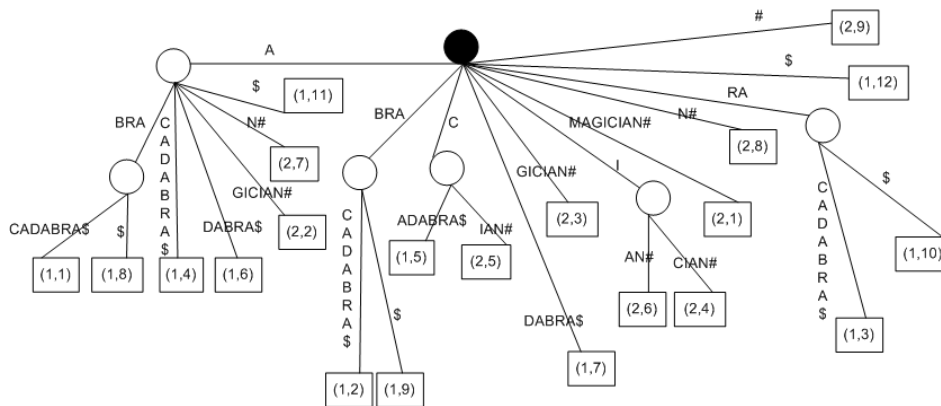 #
(2,9)
A
$
(1,12)
$
(1,11)
RA
BRA
C
A
D
A
B
R
A
$
N#
(2,7)
BRA
C
MAGICIAN#
N#
(2,8)
GICIAN#
(2,2)
DABRA$
CADABRA$
$
(1,1)
(1,8)
(1,4)
(1,6)
C
A
D
A
B
R
A
$
$
(1,2)
(1,9)
ADABRA$
IAN#
(1,5)
(2,5)
GICIAN#
(2,3)
I
(2,1)
DABRA$
(1,7)
AN#
CIAN#
(2,6)
(2,4)
C
A
D
A
B
R
A
$
$
(1,10)
(1,3)